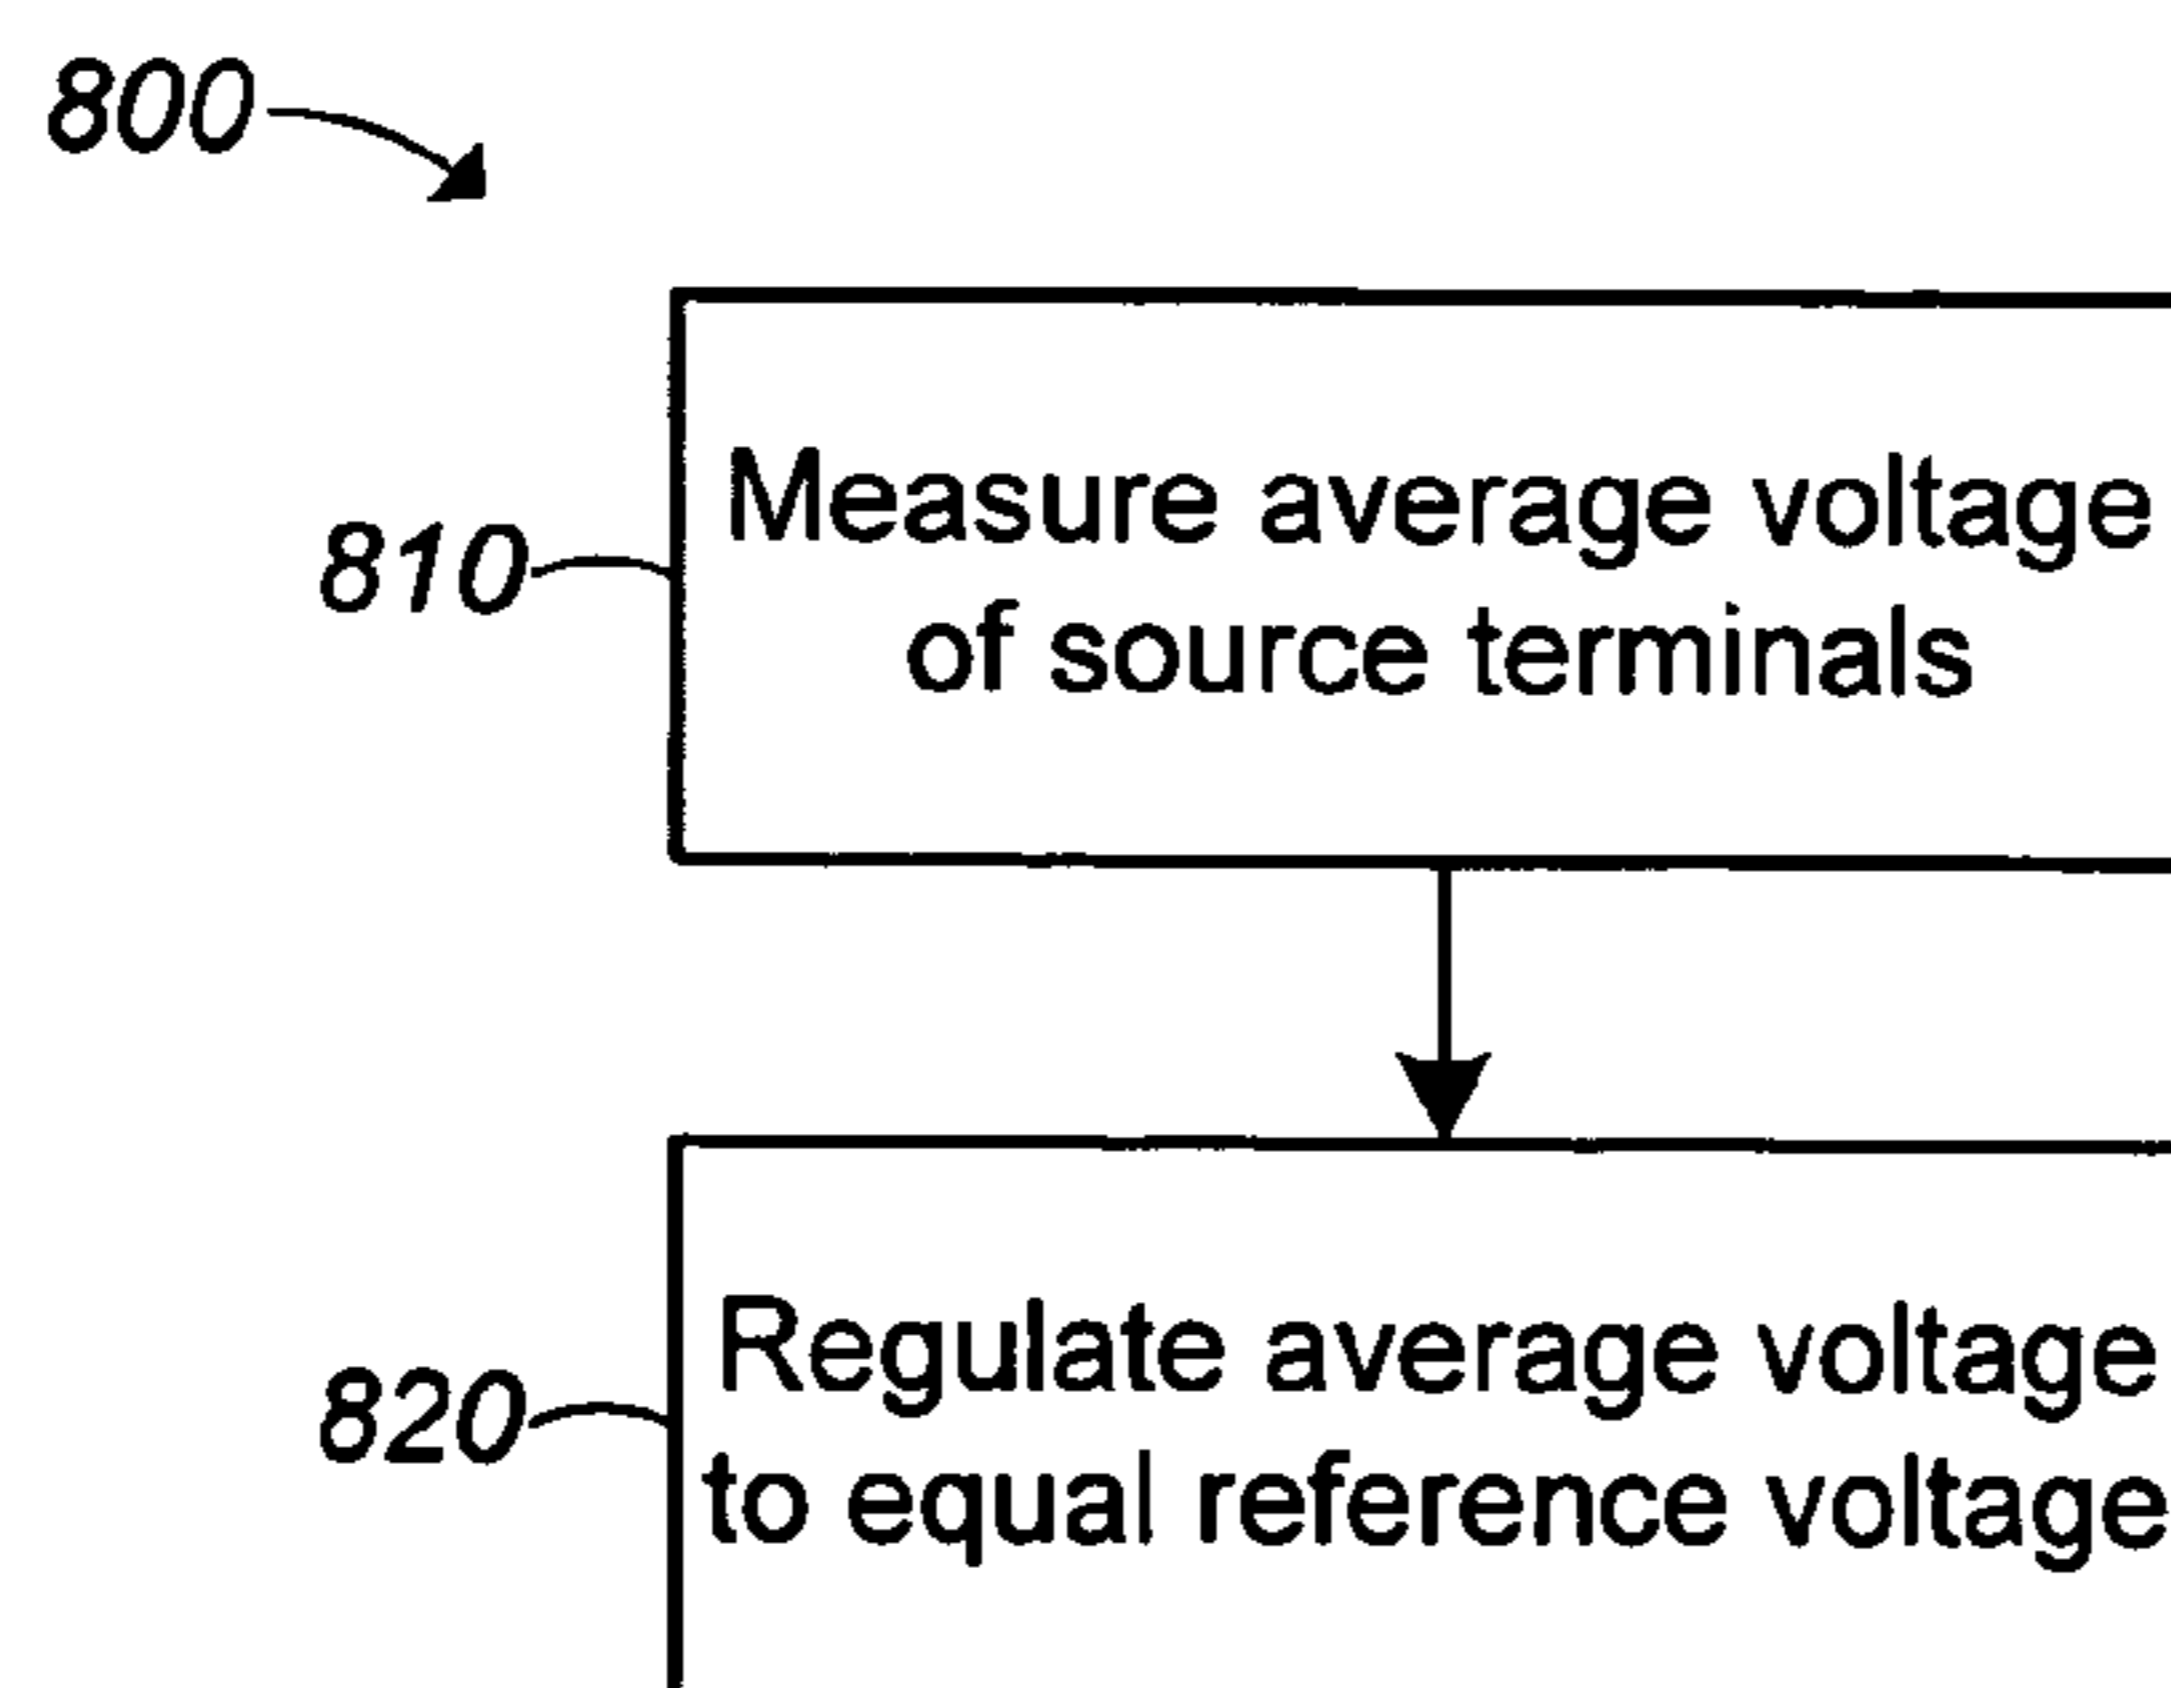 800
810
Measure average voltage
of source terminals
820
Regulate average voltage
to equal reference voltage